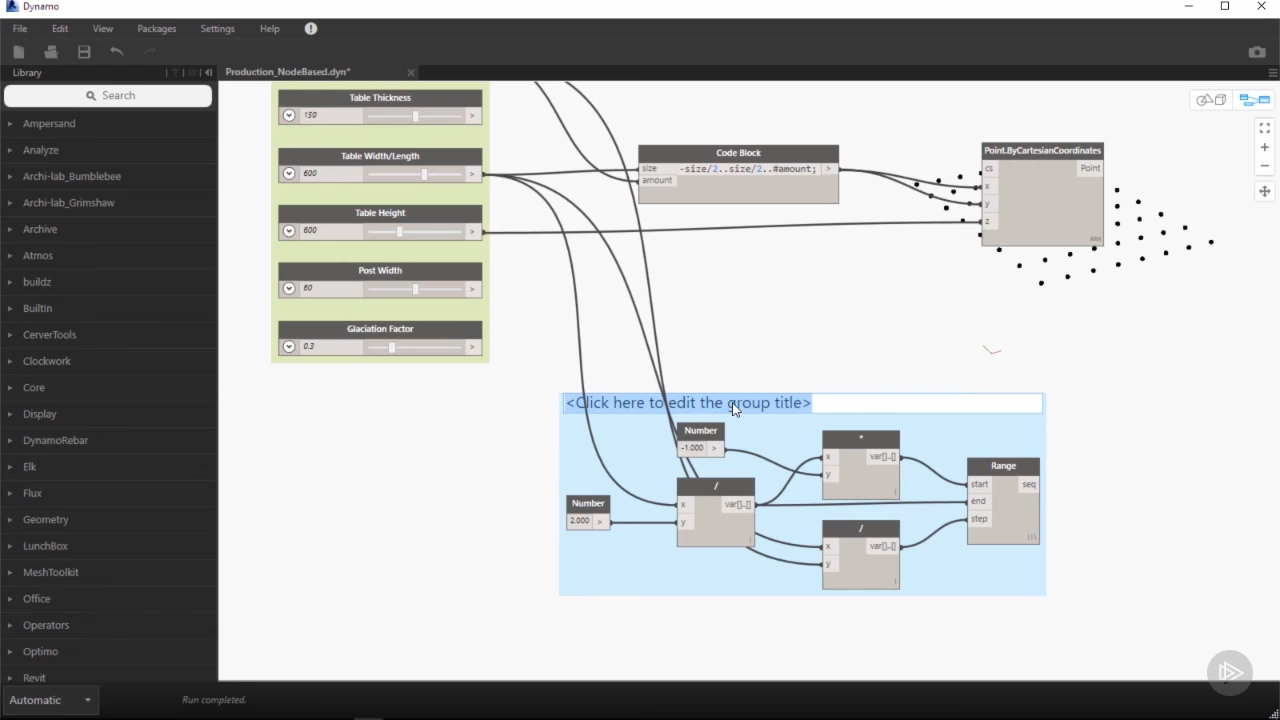 Dynamo
File Edit View Packages Settings Help
Library
Production_NodeBased.dyn*
Search
Ampersand
Analyze
Archi-lab_Bumblebee
Archi-lab_Grimshaw
Archive
Atmos
buildz
BuiltIn
CerverTools
Clockwork
Core
Display
DynamoRebar
Elk
Flux
Geometry
LunchBox
MeshToolkit
Office
Operators
Optimo
Revit
Automatic
Run completed.
Table Thickness
150 >
Table Width/Length
600 >
Table Height
600 >
Post Width
60 >
Glaciation Factor
0.3 >
Code Block
size -size/2..size/2..#amount; >
amount
Point.ByCartesianCoordinates
cs Point
x
y
z
xxx
<Click here to edit the group title>
Number
-1.000 >
Number
2.000 >
/
x var[]..[]
y
|
*
x var[]..[]
y
|
/
x var[]..[]
y
|
Range
start seq
end
step
|||